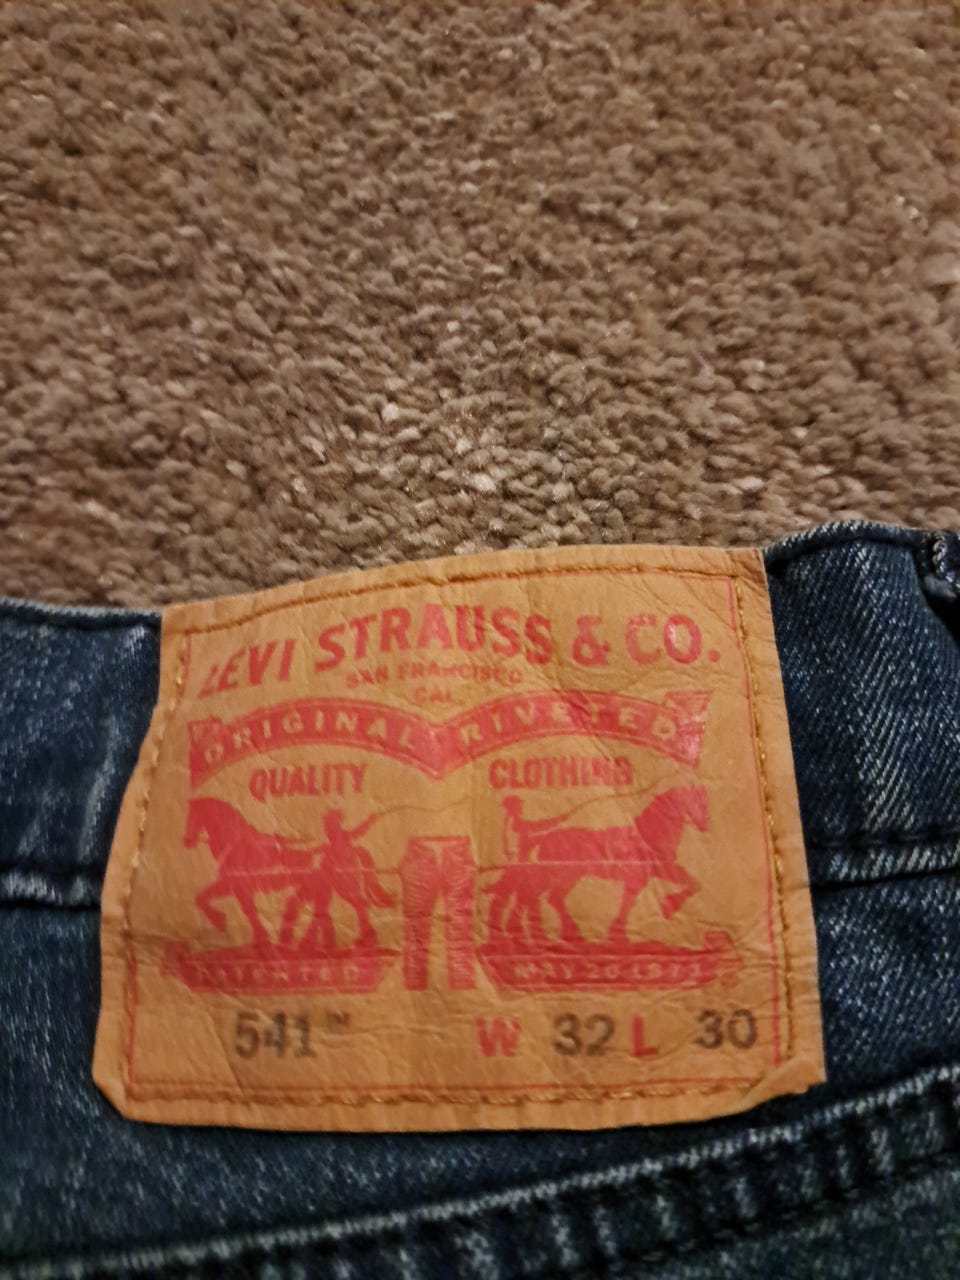 LEVI STRAUSS & CO.
SAN FRANCISCO
CAL
ORIGINAL RIVETED
QUALITY CLOTHING
PATENTED MAY 20 1873
541™ W 32 L 30